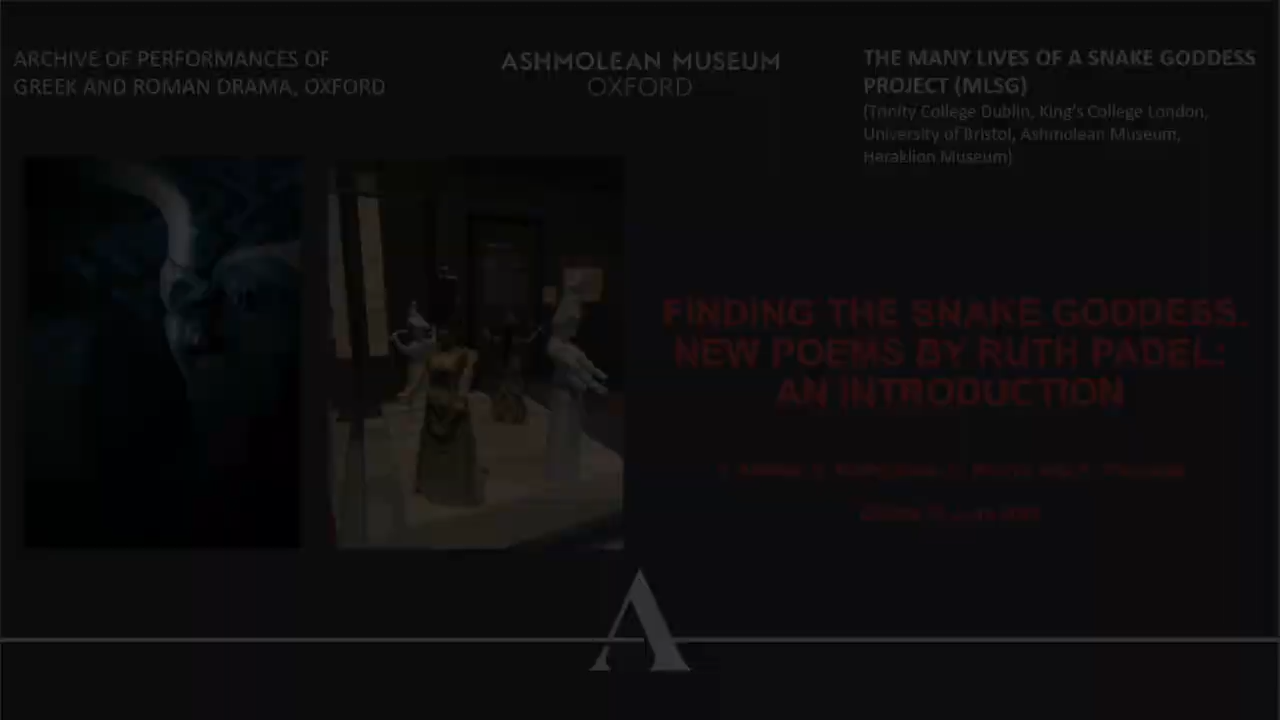 ARCHIVE OF PERFORMANCES OF
GREEK AND ROMAN DRAMA, OXFORD
ASHMOLEAN MUSEUM
OXFORD
THE MANY LIVES OF A SNAKE GODDESS
PROJECT (MLSG)
(Trinity College Dublin, King's College London,
University of Bristol, Ashmolean Museum,
Heraklion Museum)
FINDING THE SNAKE GODDESS.
NEW POEMS BY RUTH PADEL:
AN INTRODUCTION
A